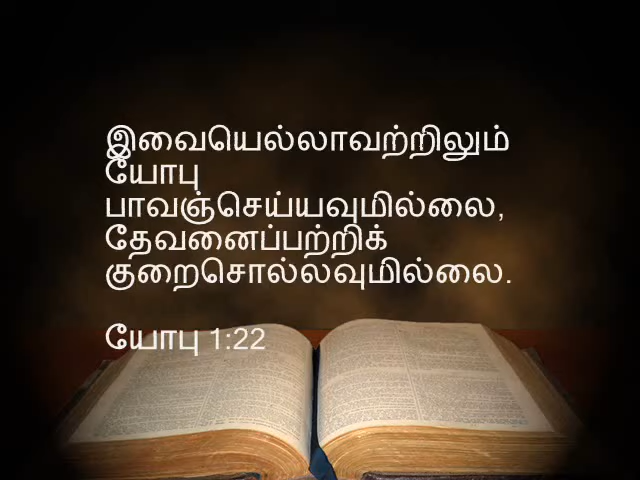 இவையெல்லாவற்றிலும்
யோபு
பாவஞ்செய்யவுமில்லை,
தேவனைப்பற்றிக்
குறைசொல்லவுமில்லை.
யோபு 1:22